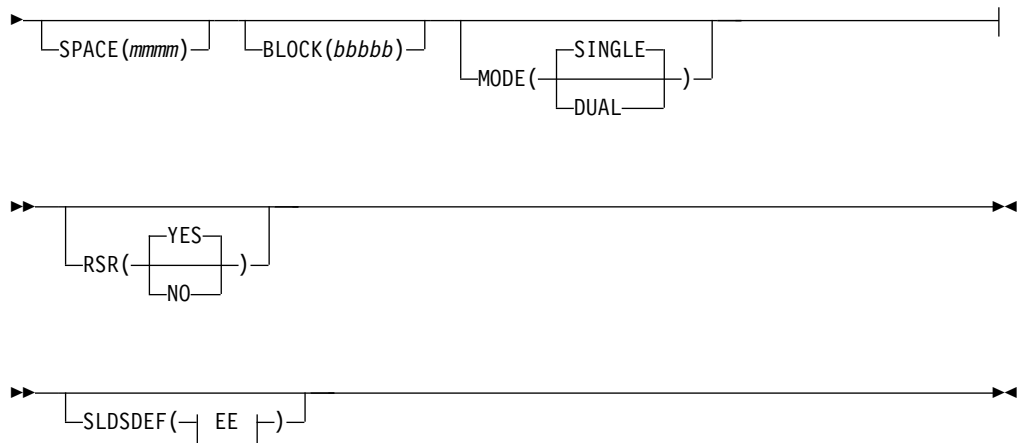 SPACE(mmmm) BLOCK(bbbbb) SINGLE
MODE( )
DUAL
YES
RSR( )
NO
SLDSDEF( EE )